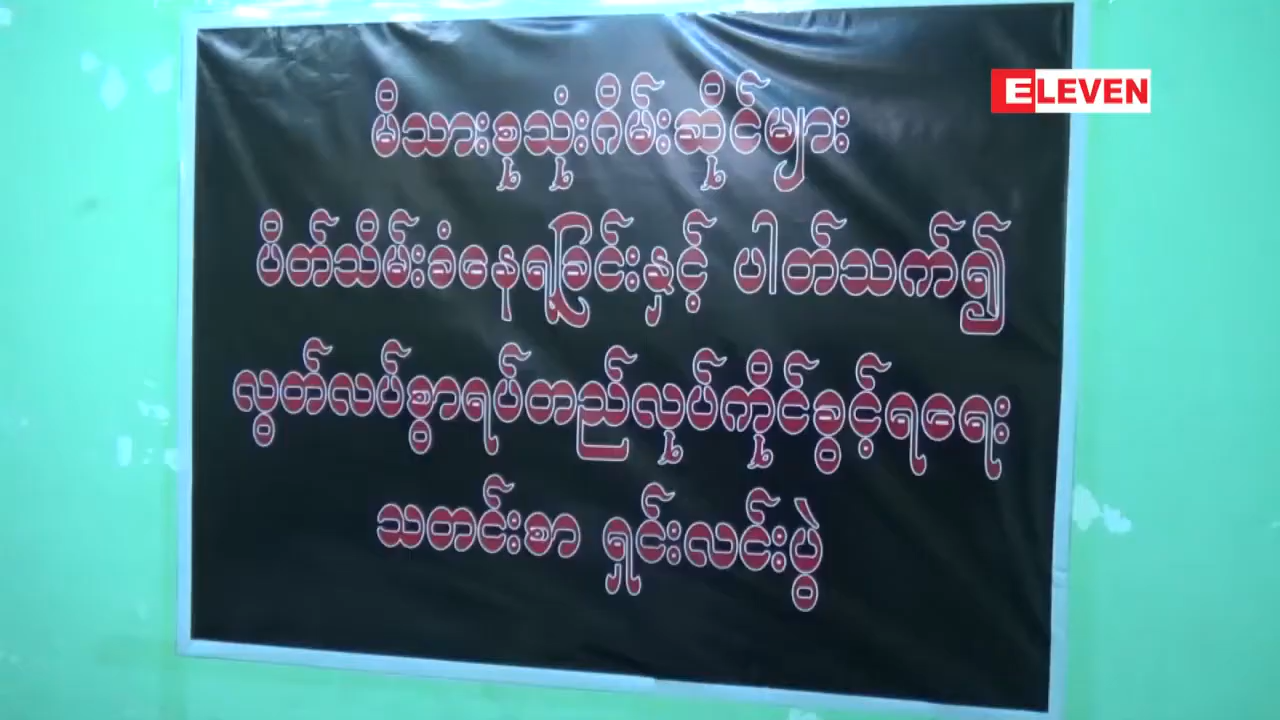 ELEVEN
မိသားစုသုံးဂိမ်းဆိုင်များ
ပိတ်သိမ်းခံနေရခြင်းနှင့် ပါတ်သက်၍
လွတ်လပ်စွာရပ်တည်လုပ်ကိုင်ခွင့်ရရေး
သတင်းစာ ရှင်းလင်းပွဲ